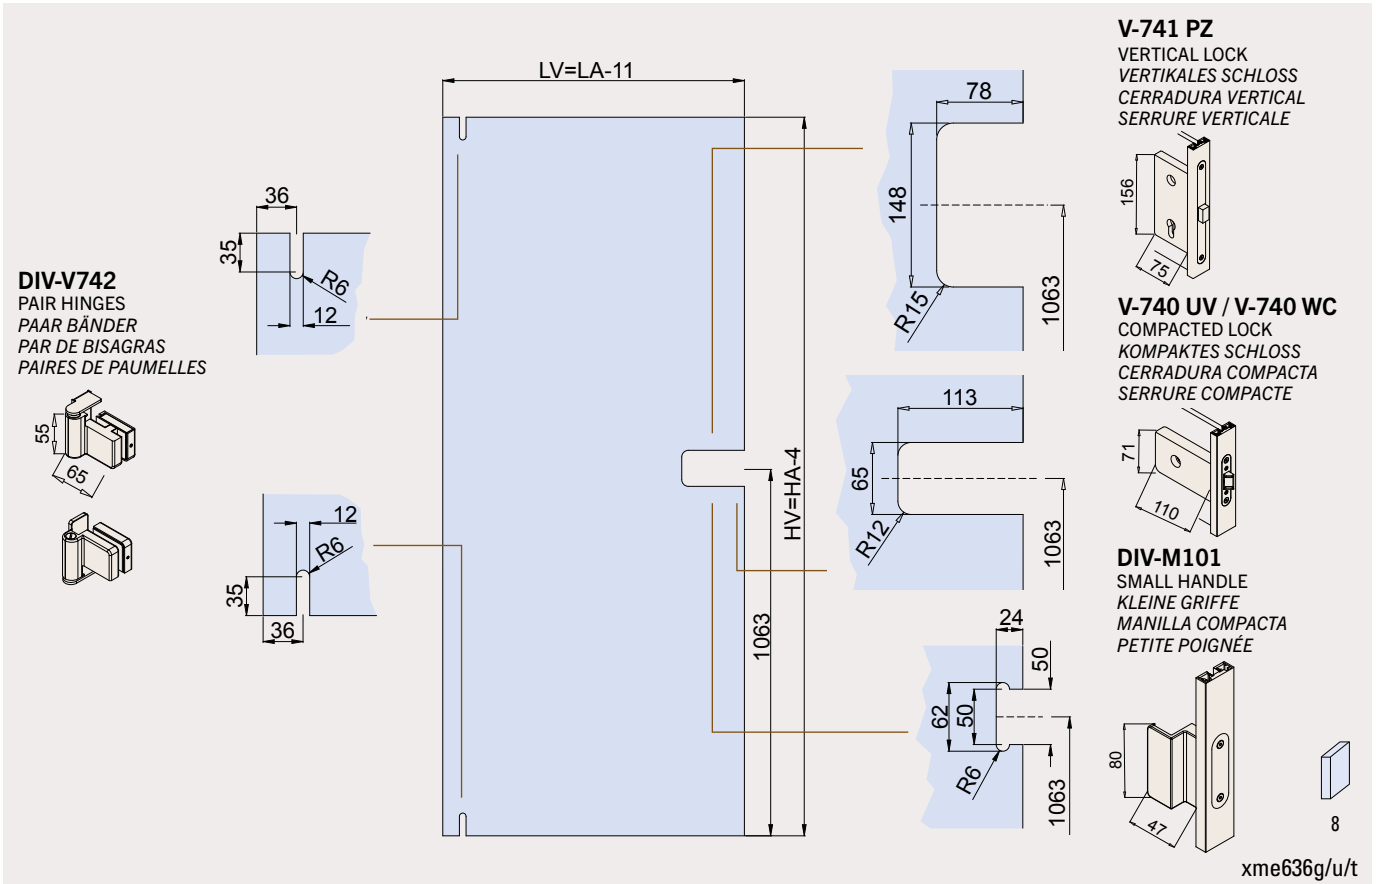 LV=LA-11
HV=HA-4
1063
DIV-V742
PAIR HINGES
PAAR BÄNDER
PAR DE BISAGRAS
PAIRES DE PAUMELLES
55
65
36
35
R6
12
12
R6
35
36
78
148
R15
1063
113
65
R12
1063
24
50
62
50
R6
1063
V-741 PZ
VERTICAL LOCK
VERTIKALES SCHLOSS
CERRADURA VERTICAL
SERRURE VERTICALE
156
75
V-740 UV / V-740 WC
COMPACTED LOCK
KOMPAKTES SCHLOSS
CERRADURA COMPACTA
SERRURE COMPACTE
71
110
DIV-M101
SMALL HANDLE
KLEINE GRIFFE
MANILLA COMPACTA
PETITE POIGNÉE
80
47
8
xme636g/u/t